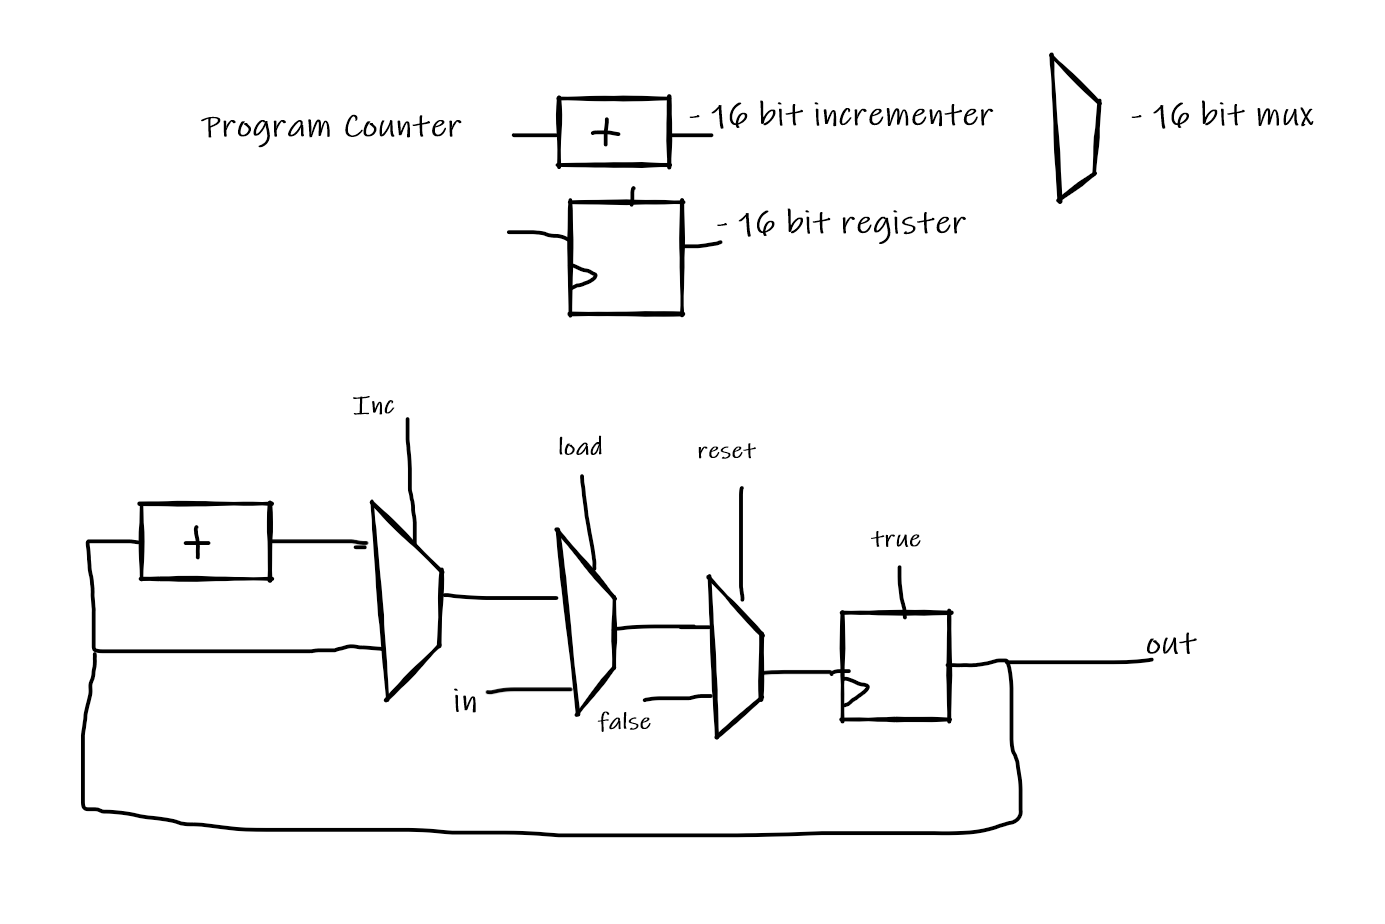 Program Counter
+
- 16 bit incrementer
- 16 bit mux
- 16 bit register
Inc
load
reset
+
true
out
in
false